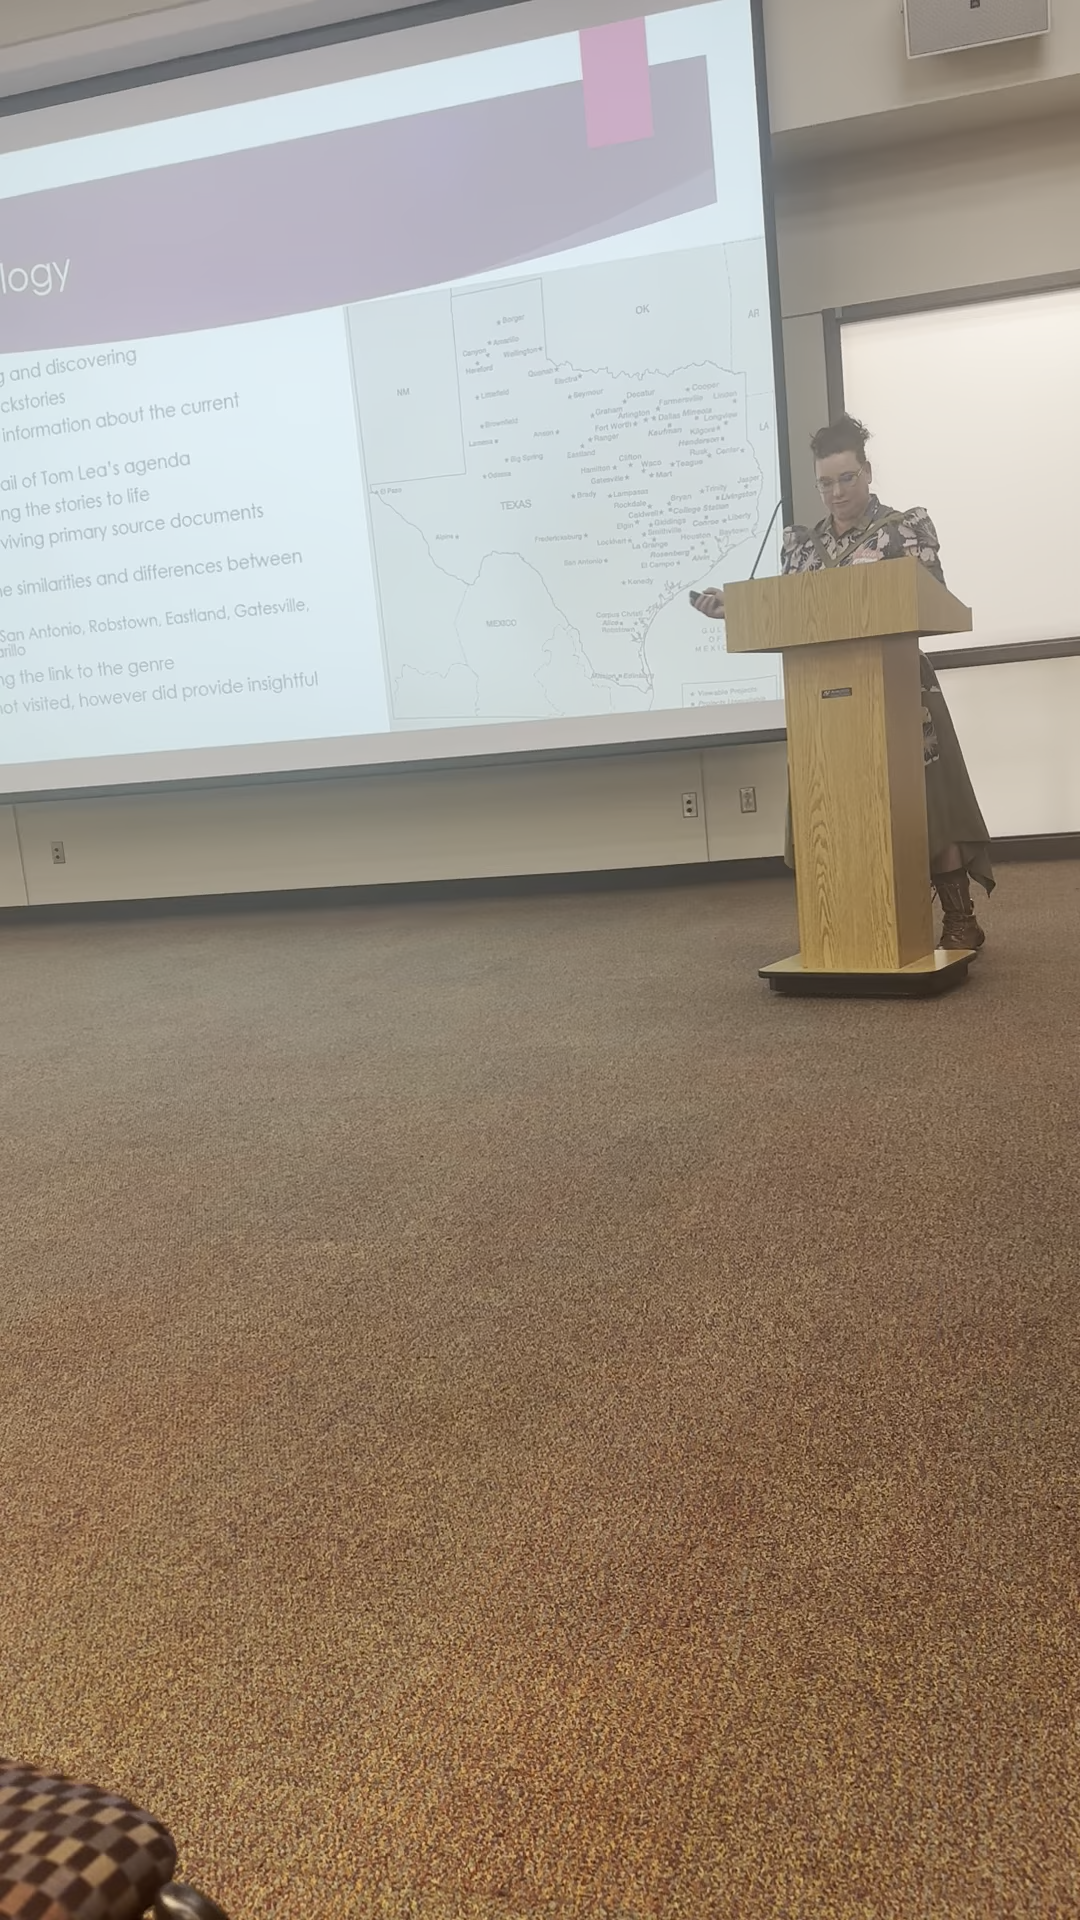 logy
g and discovering
ckstories
information about the current
ail of Tom Lea's agenda
ng the stories to life
viving primary source documents
ne similarities and differences between
San Antonio, Robstown, Eastland, Gatesville,
arillo
ng the link to the genre
not visited, however did provide insightful
OK
AR
NM
LA
TEXAS
MEXICO
GULF
OF
MEXIC
Borger
Amarillo
Canyon
Wellington
Hereford
Quanah
Electra
Littlefield
Seymour
Decatur
Cooper
Linden
Farmersville
Graham
Arlington
Dallas
Mineola
Longview
Brownfield
Fort Worth
Kaufman
Kilgore
Lamesa
Anson
Ranger
Henderson
Eastland
Rusk
Center
Big Spring
Clifton
Hamilton
Waco
Teague
Odessa
Gatesville
Mart
El Paso
Brady
Lampasas
Bryan
Trinity
Jasper
Livingston
Rockdale
College Station
Caldwell
Elgin
Giddings
Conroe
Liberty
Alpine
Fredericksburg
Smithville
Lockhart
La Grange
Houston
Baytown
San Antonio
Rosenberg
Alvin
El Campo
Kenedy
Corpus Christi
Alice
Robstown
Mission
Edinburg
Viewable Projects